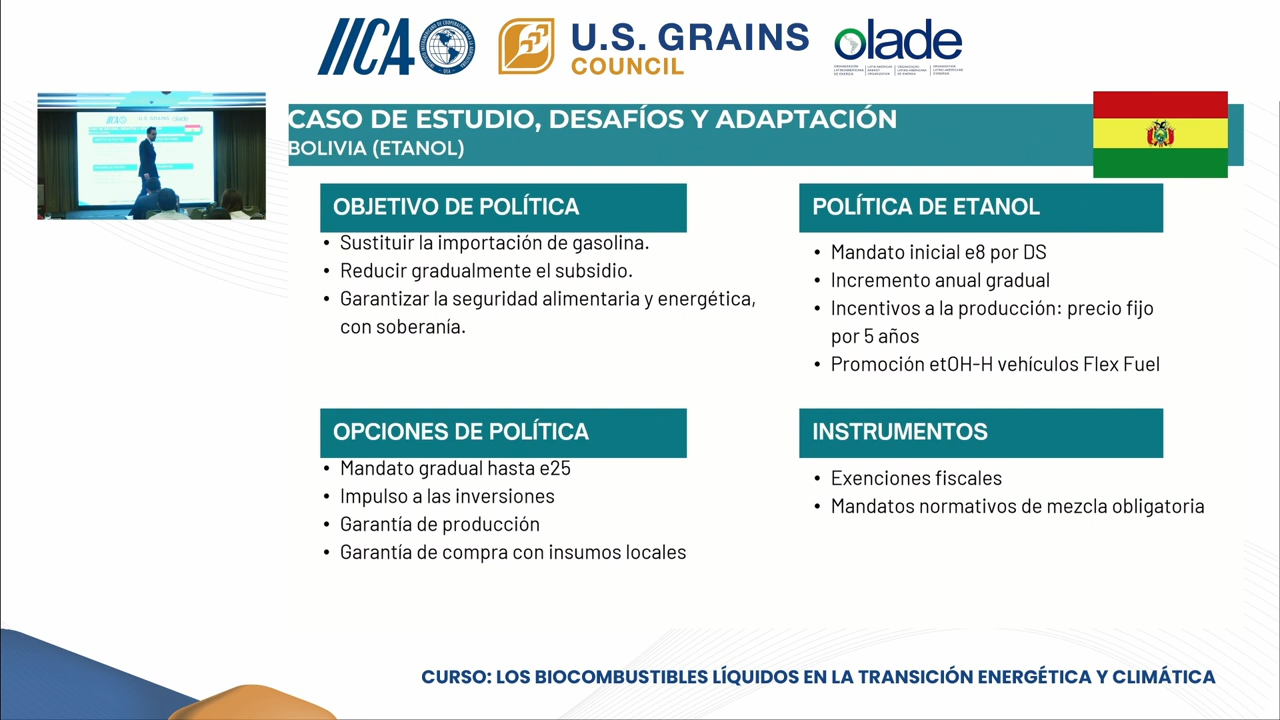 IICA
U.S. GRAINS
COUNCIL
olade
CASO DE ESTUDIO, DESAFÍOS Y ADAPTACIÓN
BOLIVIA (ETANOL)
OBJETIVO DE POLÍTICA
• Sustituir la importación de gasolina.
• Reducir gradualmente el subsidio.
• Garantizar la seguridad alimentaria y energética,
con soberanía.
POLÍTICA DE ETANOL
• Mandato inicial e8 por DS
• Incremento anual gradual
• Incentivos a la producción: precio fijo
por 5 años
• Promoción etOH-H vehículos Flex Fuel
OPCIONES DE POLÍTICA
• Mandato gradual hasta e25
• Impulso a las inversiones
• Garantía de producción
• Garantía de compra con insumos locales
INSTRUMENTOS
• Exenciones fiscales
• Mandatos normativos de mezcla obligatoria
CURSO: LOS BIOCOMBUSTIBLES LÍQUIDOS EN LA TRANSICIÓN ENERGÉTICA Y CLIMÁTICA